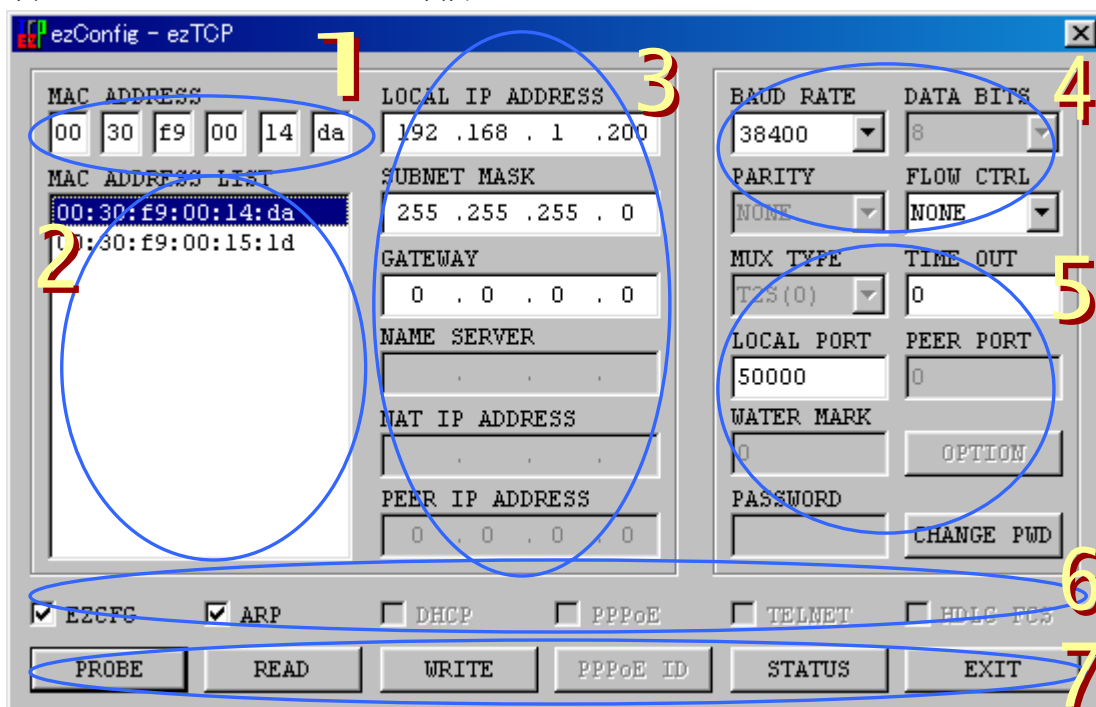 ezConfig - ezTCP
1
3
4
MAC ADDRESS
00 30 f9 00 14 da
MAC ADDRESS LIST
00:30:f9:00:14:da
00:30:f9:00:15:1d
2
LOCAL IP ADDRESS
192 .168 . 1 .200
SUBNET MASK
255 .255 .255 . 0
GATEWAY
0 . 0 . 0 . 0
NAME SERVER
. . .
NAT IP ADDRESS
. . .
PEER IP ADDRESS
0 . 0 . 0 . 0
BAUD RATE DATA BITS
38400 8
PARITY FLOW CTRL
NONE NONE
MUX TYPE TIME OUT
5
T2S(0) 0
LOCAL PORT PEER PORT
50000 0
WATER MARK
0 OPTION
PASSWORD
CHANGE PWD
6
EZCFG ARP DHCP PPPoE TELNET HDLC FCS
7
PROBE READ WRITE PPPoE ID STATUS EXIT